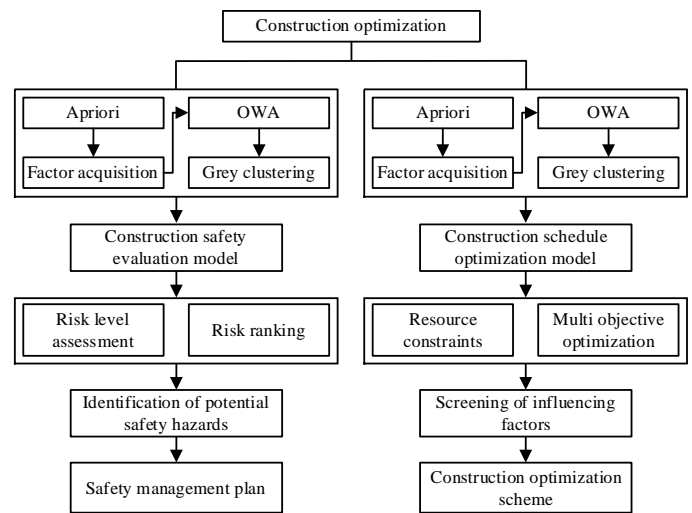 Construction optimization
Apriori
OWA
Factor acquisition
Grey clustering
Apriori
OWA
Factor acquisition
Grey clustering
Construction safety
evaluation model
Construction schedule
optimization model
Risk level
assessment
Risk ranking
Resource
constraints
Multi objective
optimization
Identification of potential
safety hazards
Screening of influencing
factors
Safety management plan
Construction optimization
scheme